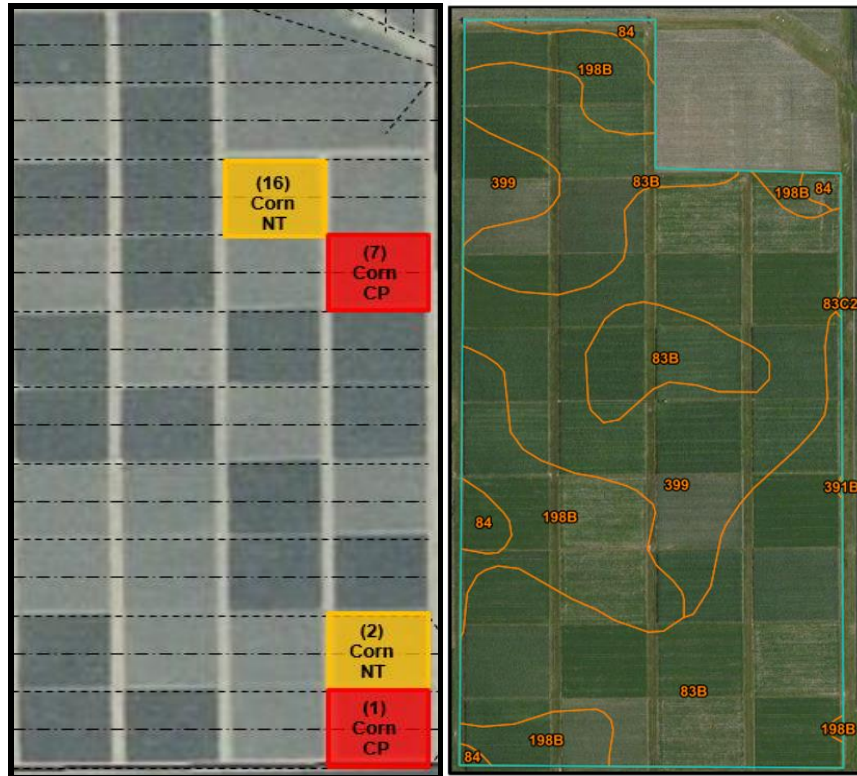 (16)
Corn
NT
(7)
Corn
CP
(2)
Corn
NT
(1)
Corn
CP
84
198B
399
83B
198B
84
83C2
83B
399
391B
84
198B
83B
198B
198B
84